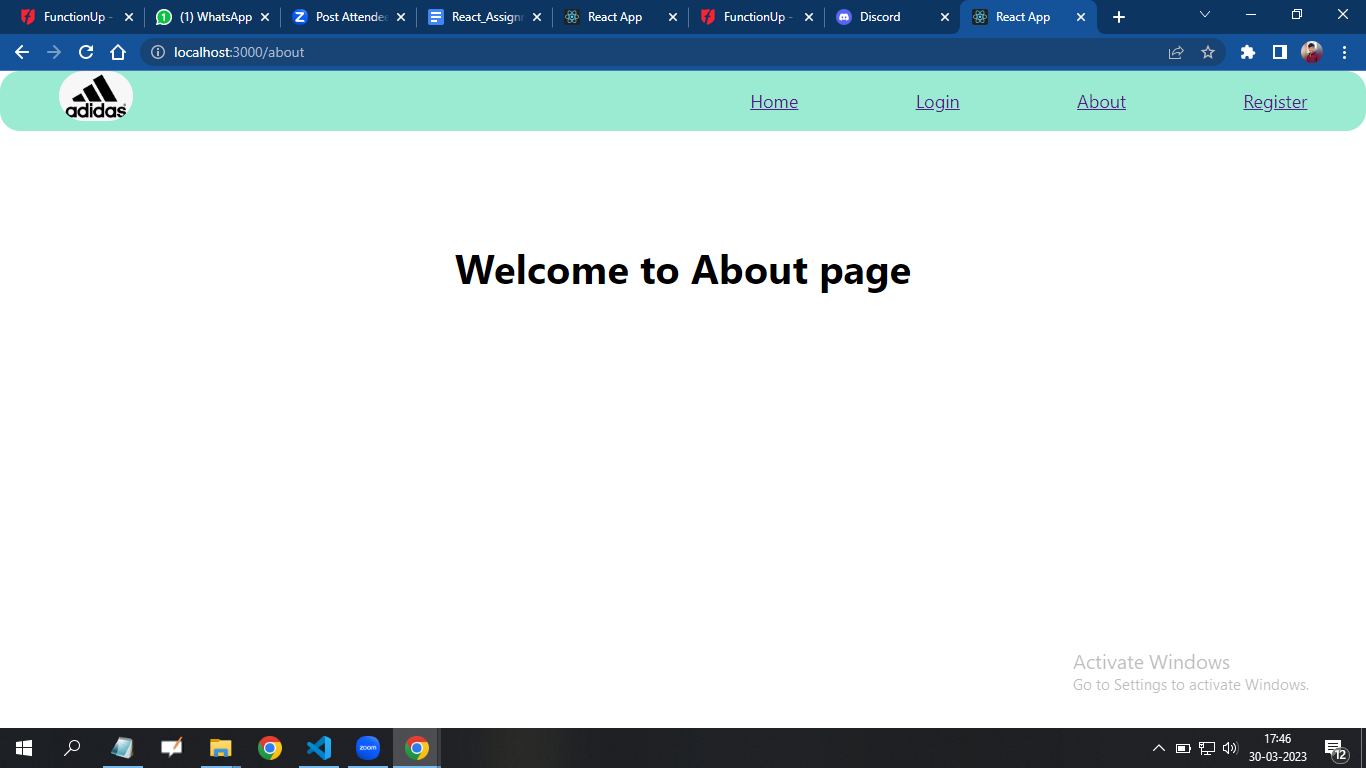 FunctionUp - (1) WhatsApp Post Attendee React_Assignm React App FunctionUp - Discord React App
localhost:3000/about
adidas Home Login About Register
Welcome to About page
Activate Windows
Go to Settings to activate Windows.
zoom 17:46
30-03-2023 12